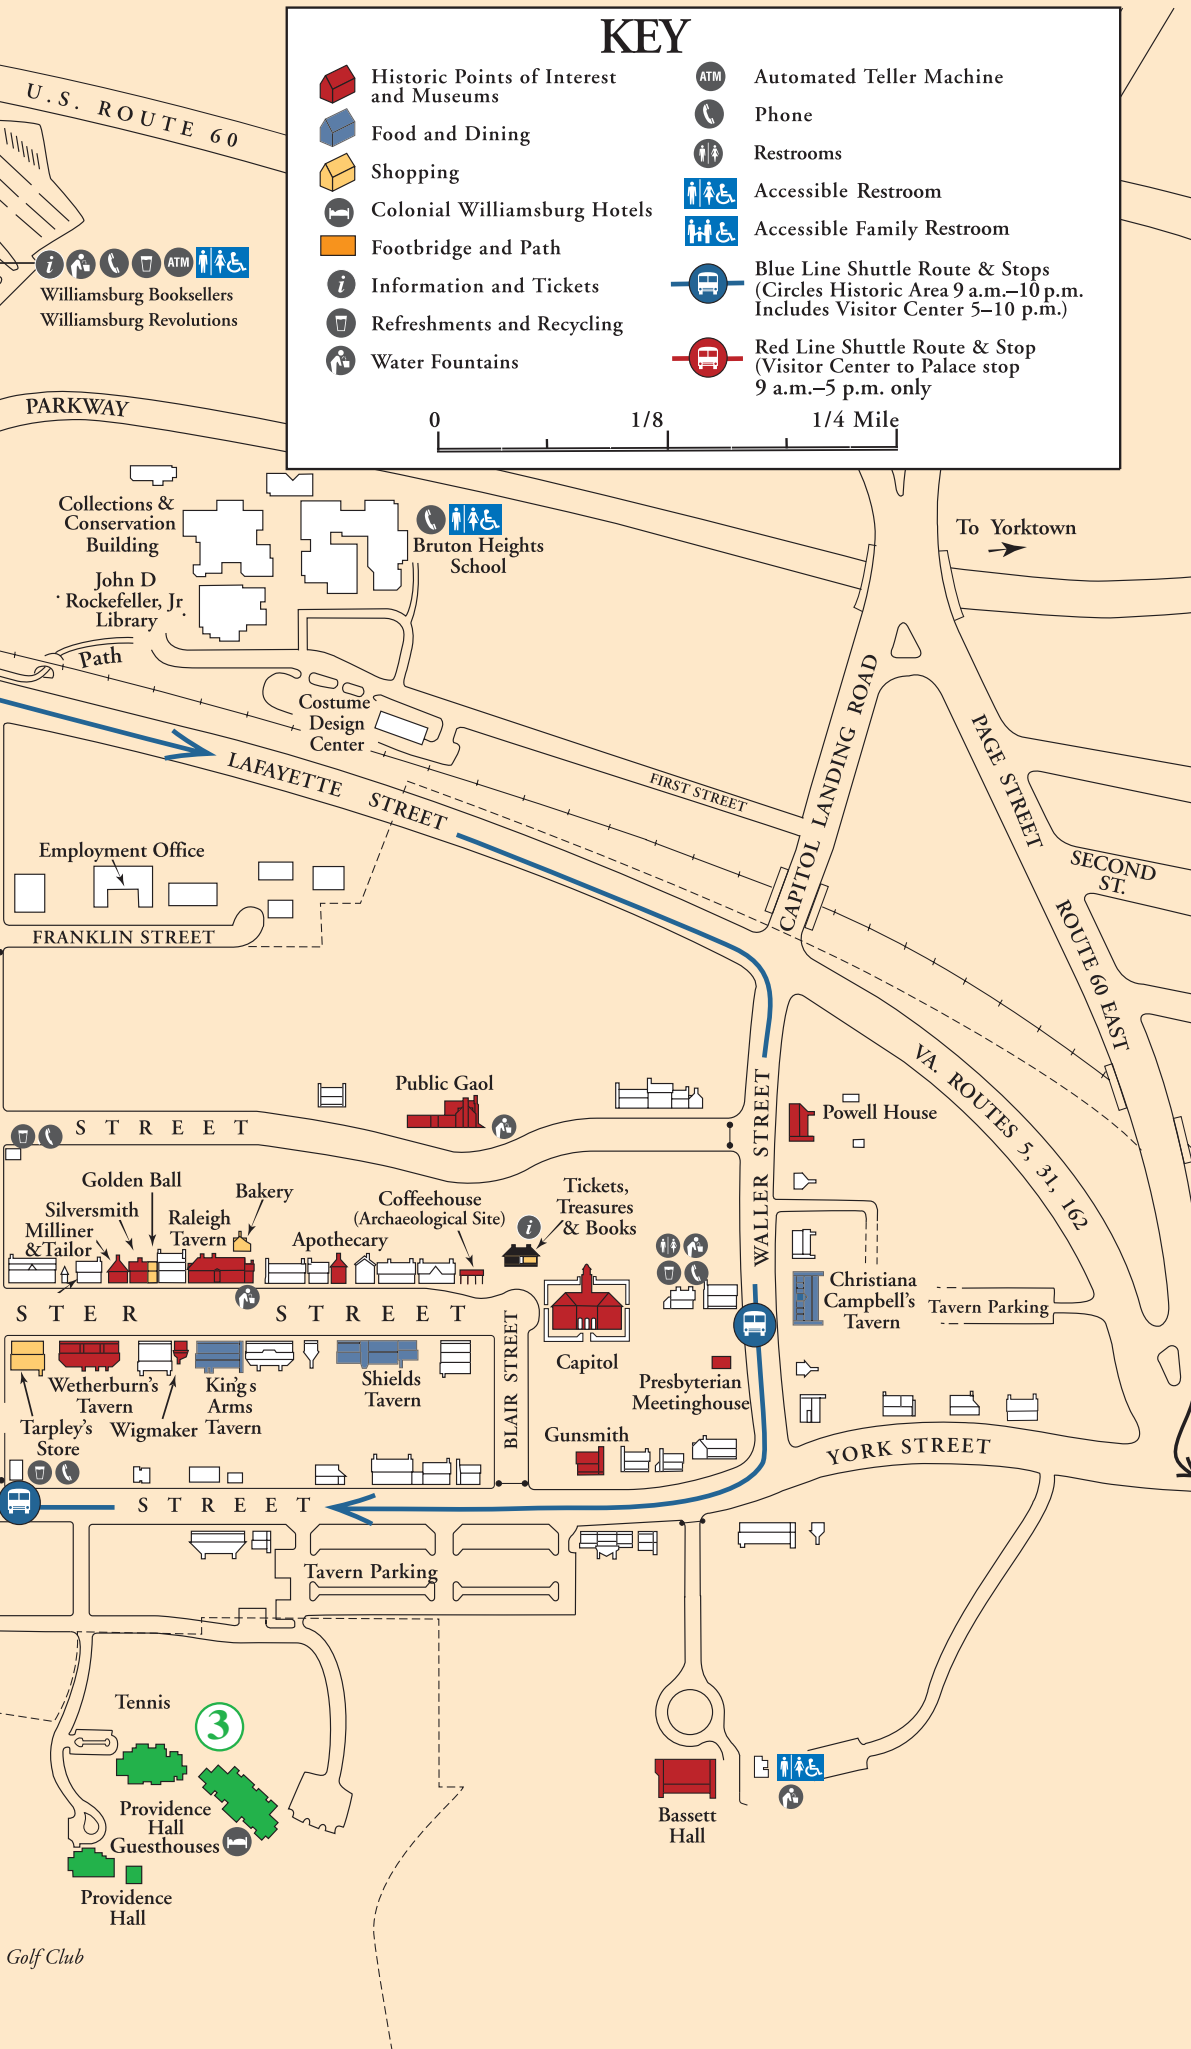 KEY
Historic Points of Interest
and Museums
Food and Dining
Shopping
Colonial Williamsburg Hotels
Footbridge and Path
i
Information and Tickets
Refreshments and Recycling
Water Fountains
ATM
Automated Teller Machine
Phone
Restrooms
Accessible Restroom
Accessible Family Restroom
Blue Line Shuttle Route & Stops
(Circles Historic Area 9 a.m.–10 p.m.
Includes Visitor Center 5–10 p.m.)
Red Line Shuttle Route & Stop
(Visitor Center to Palace stop
9 a.m.–5 p.m. only
0 1/8 1/4 Mile
U.S. ROUTE 60
i
ATM
Williamsburg Booksellers
Williamsburg Revolutions
PARKWAY
Collections &
Conservation
Building
John D
Rockefeller, Jr
Library
Bruton Heights
School
To Yorktown
Path
Costume
Design
Center
LAFAYETTE STREET
FIRST STREET
CAPITOL LANDING ROAD
PAGE STREET
SECOND
ST.
ROUTE 60 EAST
Employment Office
FRANKLIN STREET
VA. ROUTES 5, 31, 162
WALLER STREET
Public Gaol
Powell House
STREET
Golden Ball
Silversmith
Milliner
& Tailor
Raleigh
Tavern
Bakery
Apothecary
Coffeehouse
(Archaeological Site)
Tickets,
Treasures
& Books
i
Christiana
Campbell's
Tavern
Tavern Parking
STER STREET
BLAIR STREET
Capitol
Presbyterian
Meetinghouse
Wetherburn's
Tavern
King's
Arms
Tavern
Shields
Tavern
Tarpley's
Store
Wigmaker
Gunsmith
YORK STREET
STREET
Tavern Parking
Tennis
3
Providence
Hall
Guesthouses
Providence
Hall
Bassett
Hall
Golf Club